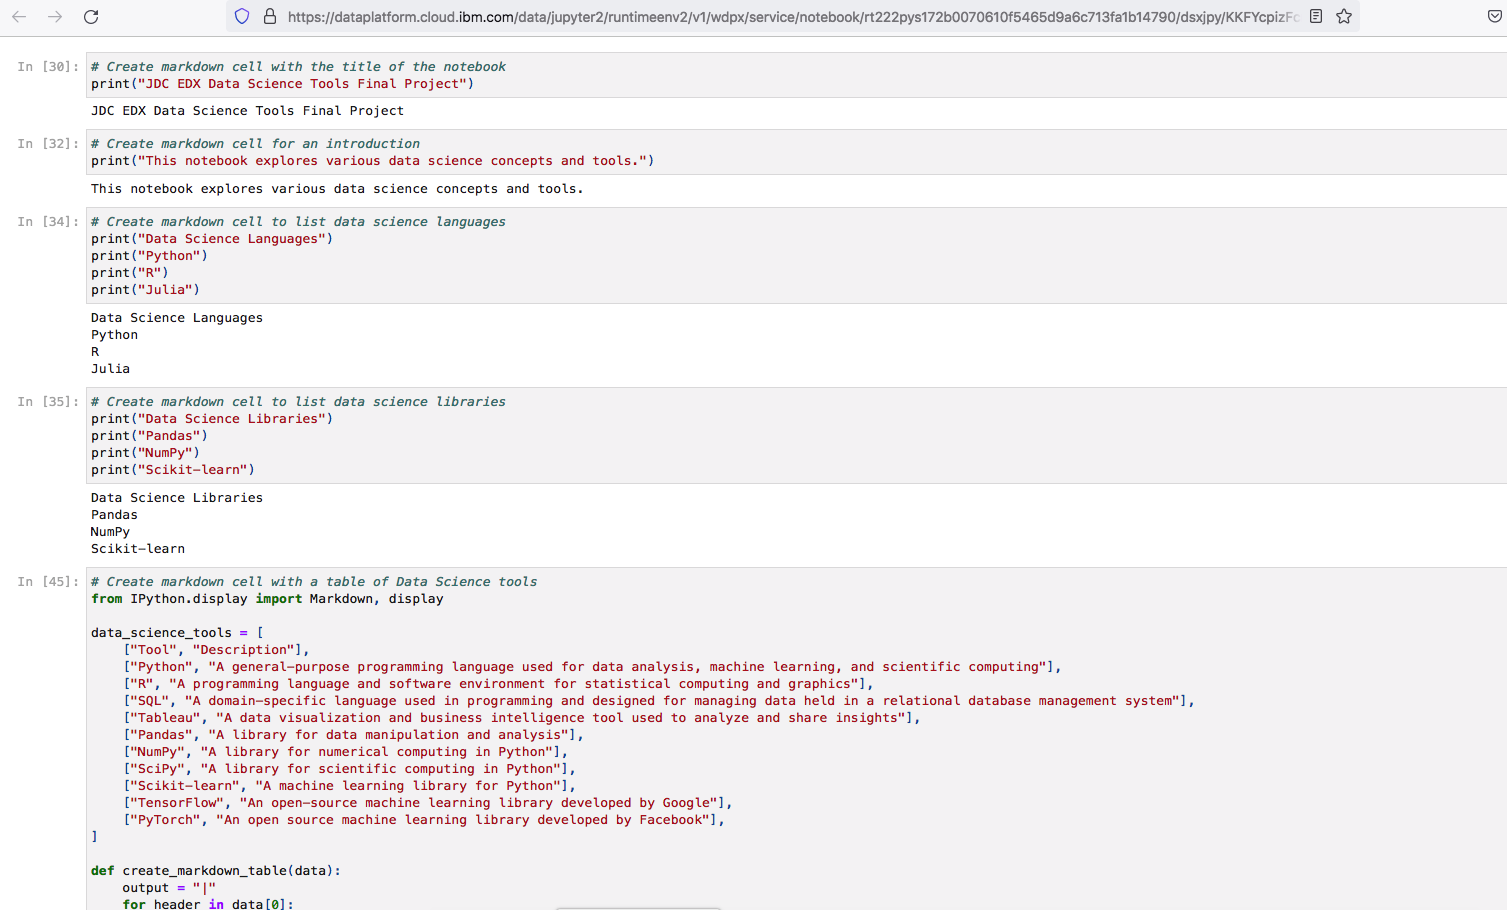 https://dataplatform.cloud.ibm.com/data/jupyter2/runtimeenv2/v1/wdpx/service/notebook/rt222pys172b0070610f5465d9a6c713fa1b14790/dsxjpy/KKFYcpizFc
In [30]: # Create markdown cell with the title of the notebook
print("JDC EDX Data Science Tools Final Project")
JDC EDX Data Science Tools Final Project
In [32]: # Create markdown cell for an introduction
print("This notebook explores various data science concepts and tools.")
This notebook explores various data science concepts and tools.
In [34]: # Create markdown cell to list data science languages
print("Data Science Languages")
print("Python")
print("R")
print("Julia")
Data Science Languages
Python
R
Julia
In [35]: # Create markdown cell to list data science libraries
print("Data Science Libraries")
print("Pandas")
print("NumPy")
print("Scikit-learn")
Data Science Libraries
Pandas
NumPy
Scikit-learn
In [45]: # Create markdown cell with a table of Data Science tools
from IPython.display import Markdown, display
data_science_tools = [
["Tool", "Description"],
["Python", "A general-purpose programming language used for data analysis, machine learning, and scientific computing"],
["R", "A programming language and software environment for statistical computing and graphics"],
["SQL", "A domain-specific language used in programming and designed for managing data held in a relational database management system"],
["Tableau", "A data visualization and business intelligence tool used to analyze and share insights"],
["Pandas", "A library for data manipulation and analysis"],
["NumPy", "A library for numerical computing in Python"],
["SciPy", "A library for scientific computing in Python"],
["Scikit-learn", "A machine learning library for Python"],
["TensorFlow", "An open-source machine learning library developed by Google"],
["PyTorch", "An open source machine learning library developed by Facebook"],
]
def create_markdown_table(data):
output = "|"
for header in data[0]: